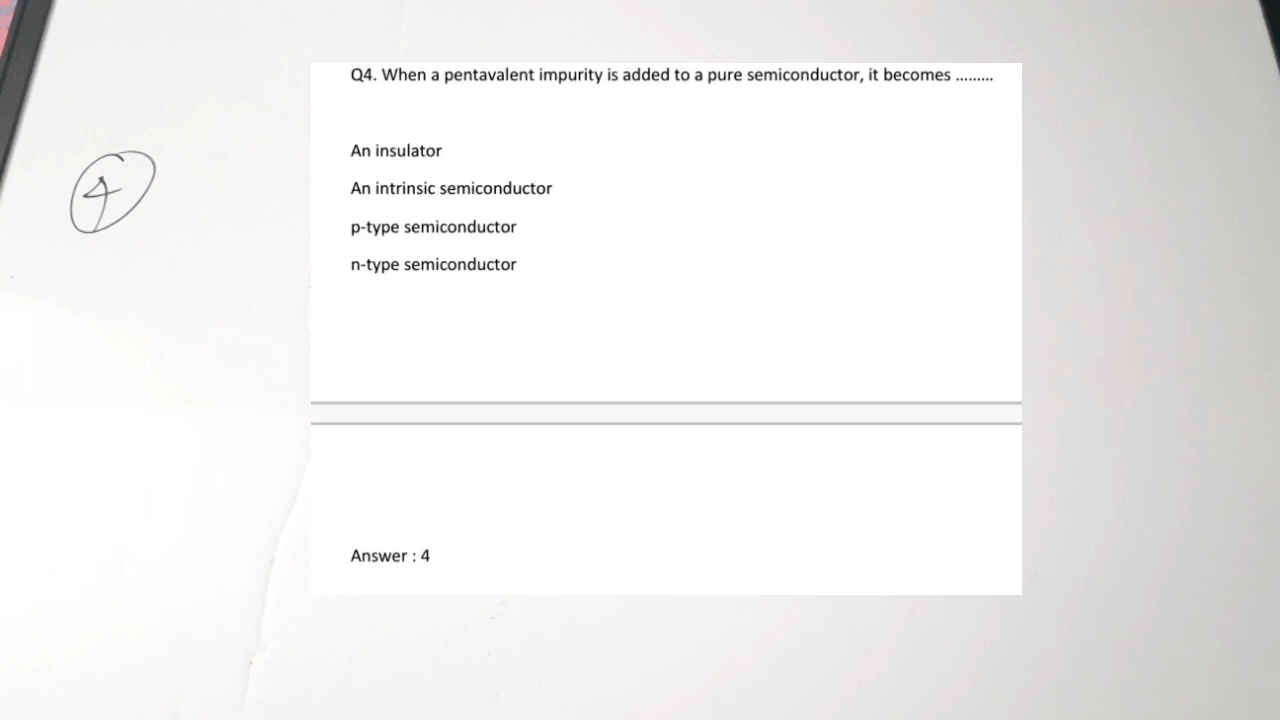 Q4. When a pentavalent impurity is added to a pure semiconductor, it becomes .........
4
An insulator
An intrinsic semiconductor
p-type semiconductor
n-type semiconductor
Answer : 4